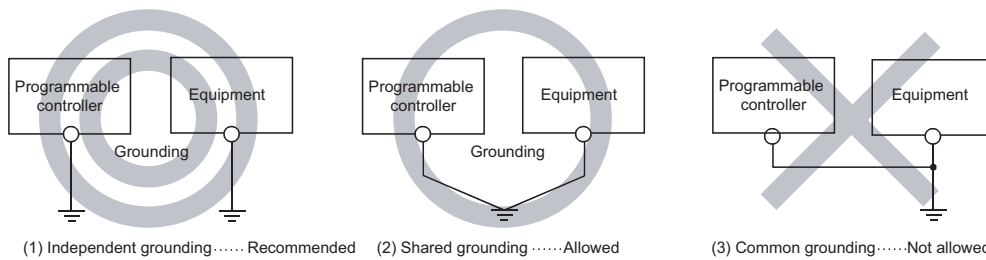 Programmable
controller
Equipment
Grounding
(1) Independent grounding ······ Recommended
Programmable
controller
Equipment
Grounding
(2) Shared grounding ······ Allowed
Programmable
controller
Equipment
(3) Common grounding ······ Not allowed